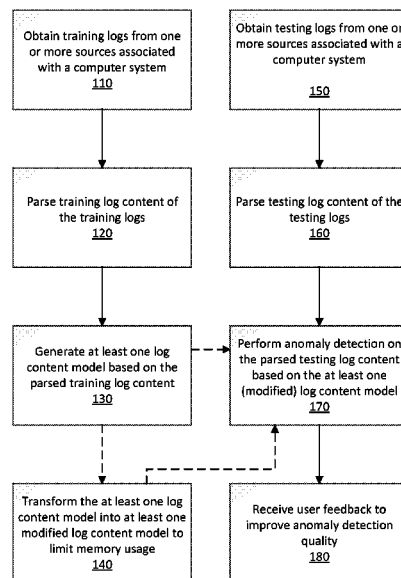 Obtain training logs from one
or more sources associated
with a computer system
110
Parse training log content of
the training logs
120
Generate at least one log
content model based on the
parsed training log content
130
Transform the at least one log
content model into at least one
modified log content model to
limit memory usage
140
Obtain testing logs from one or
more sources associated with a
computer system
150
Parse testing log content of the
testing logs
160
Perform anomaly detection on
the parsed testing log content
based on the at least one
(modified) log content model
170
Receive user feedback to
improve anomaly detection
quality
180